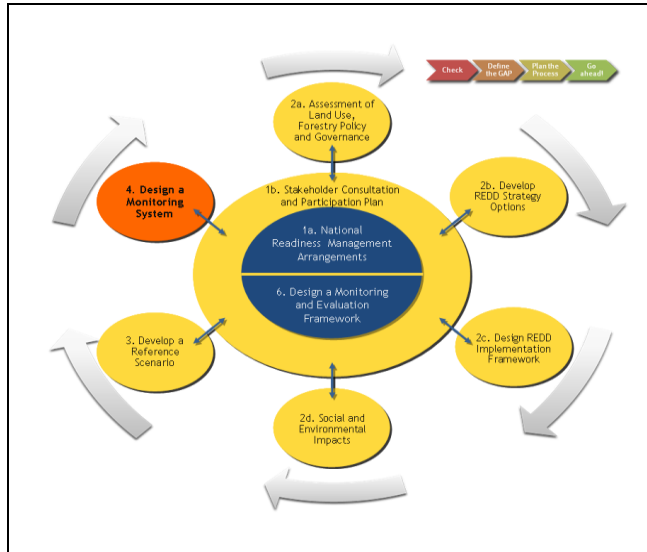 Check
Define
the GAP
Plan the
Process
Go
ahead!
2a. Assessment of
Land Use,
Forestry Policy
and Governance
4. Design a
Monitoring
System
1b. Stakeholder Consultation
and Participation Plan
2b. Develop
REDD Strategy
Options
1a. National
Readiness Management
Arrangements
6. Design a Monitoring
and Evaluation
Framework
3. Develop a
Reference
Scenario
2c. Design REDD
Implementation
Framework
2d. Social and
Environmental
Impacts